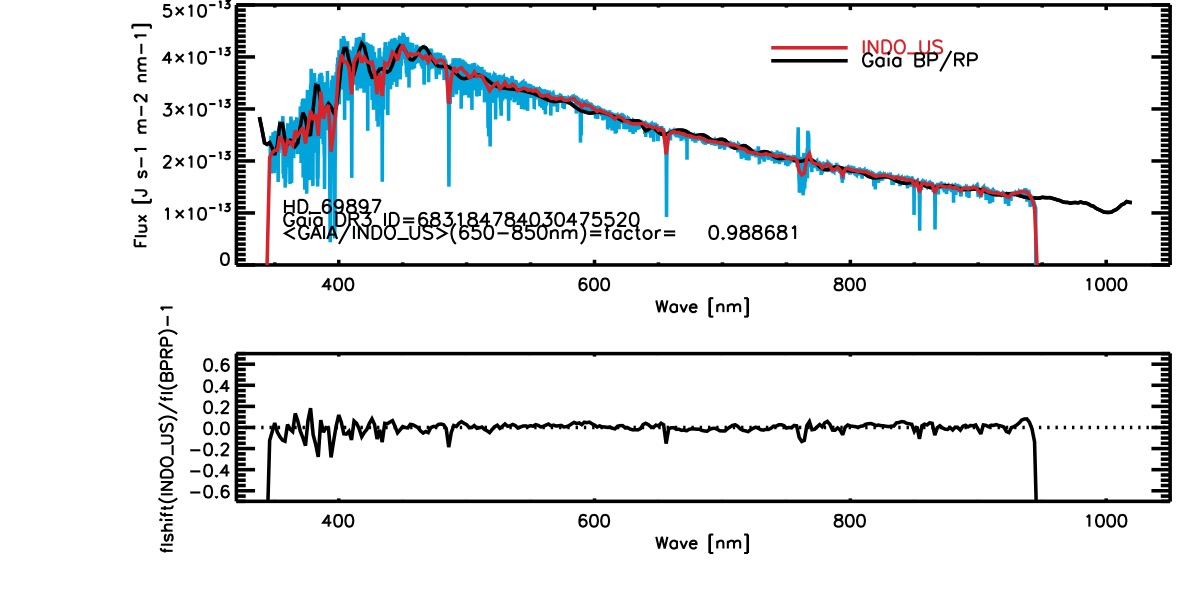 5×10−13
4×10−13
3×10−13
2×10−13
1×10−13
0
Flux [J s−1 m−2 nm−1]
INDO_US
Gaia BP/RP
HD_69897
Gaia DR3 ID=683184784030475520
<GAIA/INDO_US>(650−850nm)=factor= 0.988681
400 600 800 1000
Wave [nm]
flshift(INDO_US)/fl(BPRP)−1
0.6
0.4
0.2
0.0
−0.2
−0.4
−0.6
400 600 800 1000
Wave [nm]